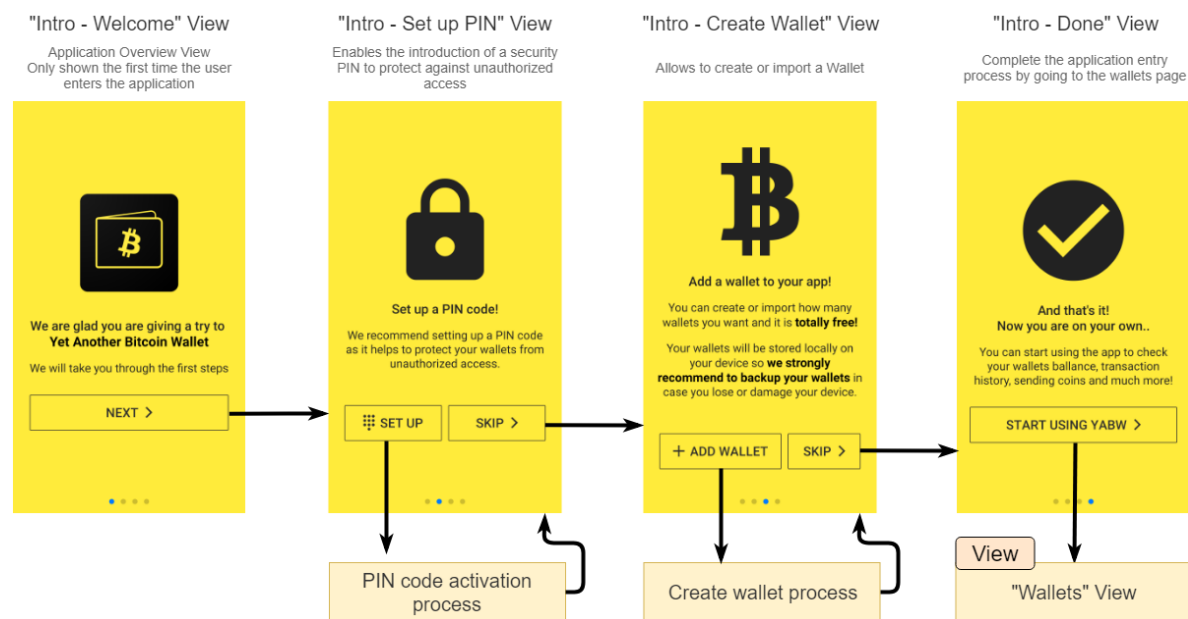 "Intro - Welcome" View
Application Overview View
Only shown the first time the user
enters the application
We are glad you are giving a try to
Yet Another Bitcoin Wallet
We will take you through the first steps
NEXT >
"Intro - Set up PIN" View
Enables the introduction of a security
PIN to protect against unauthorized
access
Set up a PIN code!
We recommend setting up a PIN code
as it helps to protect your wallets from
unauthorized access.
SET UP
SKIP >
PIN code activation
process
"Intro - Create Wallet" View
Allows to create or import a Wallet
Add a wallet to your app!
You can create or import how many
wallets you want and it is totally free!
Your wallets will be stored locally on
your device so we strongly
recommend to backup your wallets in
case you lose or damage your device.
+ ADD WALLET
SKIP >
Create wallet process
"Intro - Done" View
Complete the application entry
process by going to the wallets page
And that's it!
Now you are on your own..
You can start using the app to check
your wallets ballance, transaction
history, sending coins and much more!
START USING YABW >
View
"Wallets" View